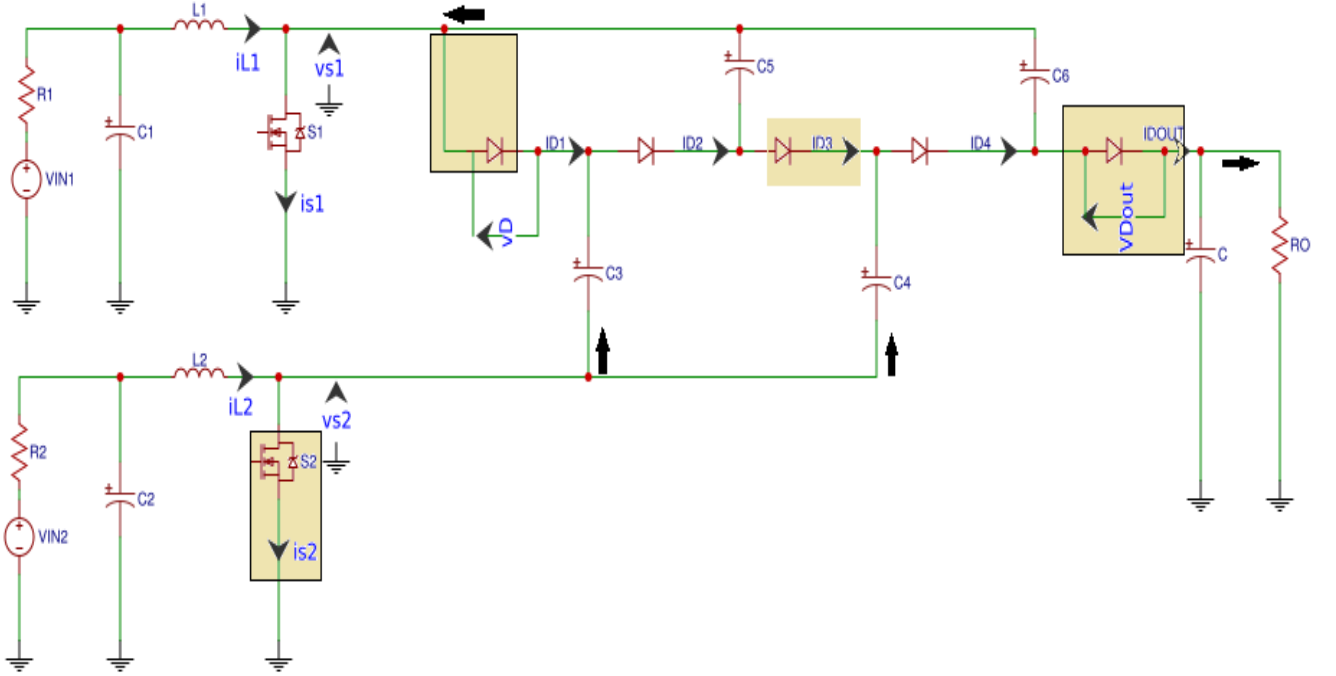 L1
iL1
vs1
R1
C1
S1
VIN1
is1
ID1
ID2
ID3
ID4
IDOUT
C5
C6
vD
VDout
C3
C4
C
RO
L2
iL2
vs2
R2
S2
C2
VIN2
is2